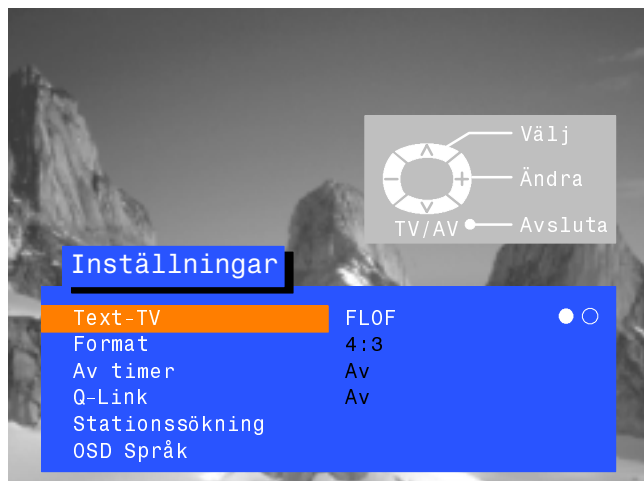 Välj
Ändra
TV/AV Avsluta
Inställningar
Text-TV FLOF
Format 4:3
Av timer Av
Q-Link Av
Stationssökning
OSD Språk